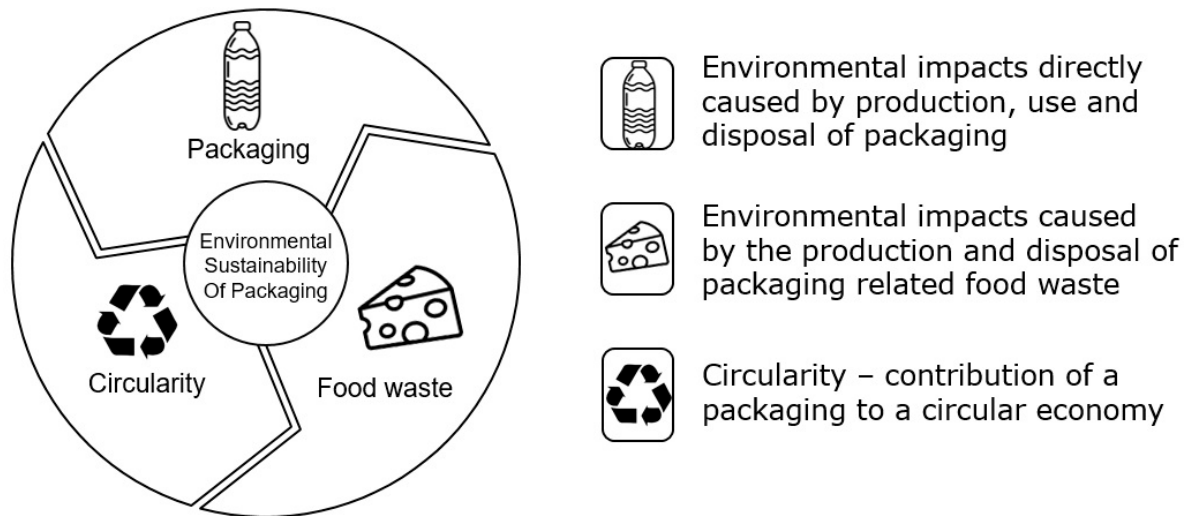 Packaging
Environmental
Sustainability
Of Packaging
Circularity
Food waste
Environmental impacts directly
caused by production, use and
disposal of packaging
Environmental impacts caused
by the production and disposal of
packaging related food waste
Circularity – contribution of a
packaging to a circular economy